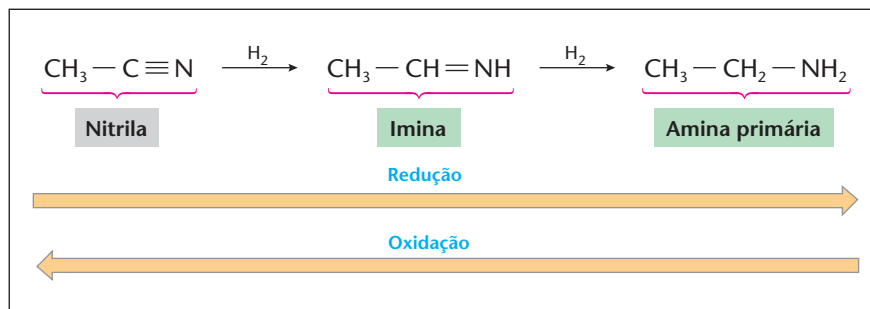 H₂ H₂
CH₃ — C ≡ N CH₃ — CH = NH CH₃ — CH₂ — NH₂
Nitrila Imina Amina primária
Redução
Oxidação